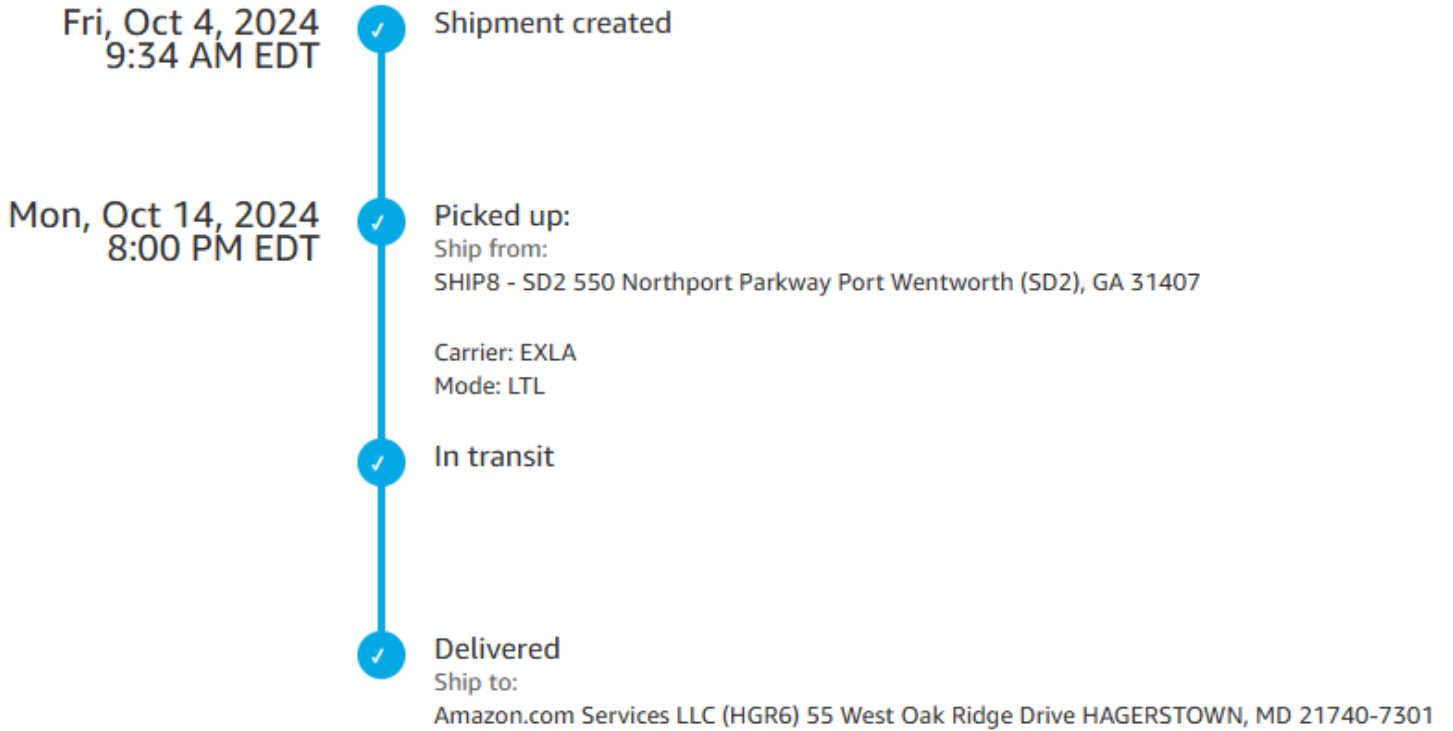 Fri, Oct 4, 2024
9:34 AM EDT
Shipment created
Mon, Oct 14, 2024
8:00 PM EDT
Picked up:
Ship from:
SHIP8 - SD2 550 Northport Parkway Port Wentworth (SD2), GA 31407
Carrier: EXLA
Mode: LTL
In transit
Delivered
Ship to:
Amazon.com Services LLC (HGR6) 55 West Oak Ridge Drive HAGERSTOWN, MD 21740-7301